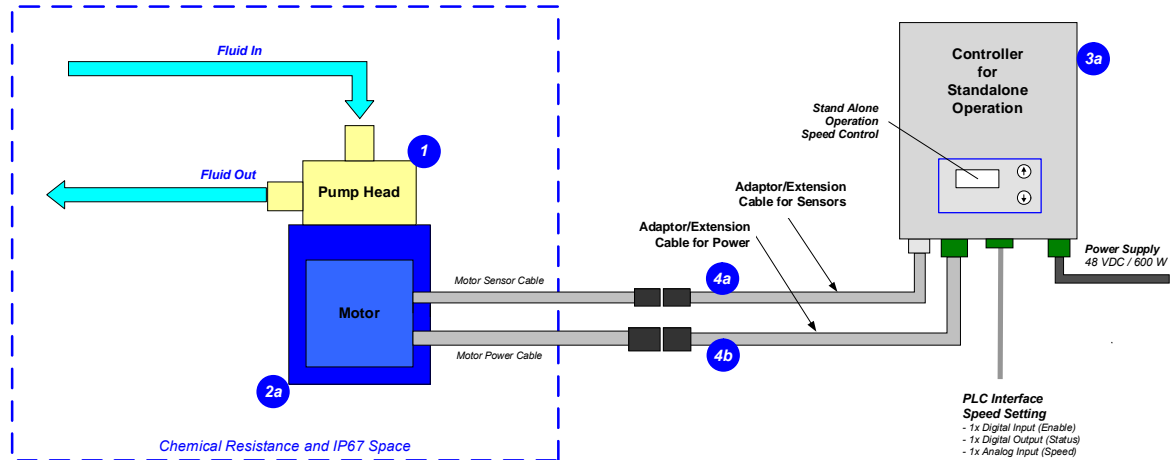 Fluid In
Fluid Out
1
Pump Head
Motor
2a
Motor Sensor Cable
Motor Power Cable
Chemical Resistance and IP67 Space
Adaptor/Extension
Cable for Sensors
Adaptor/Extension
Cable for Power
4a
4b
Controller
for
Standalone
Operation
3a
Stand Alone
Operation
Speed Control
Power Supply
48 VDC / 600 W
PLC Interface
Speed Setting
- 1x Digital Input (Enable)
- 1x Digital Output (Status)
- 1x Analog Input (Speed)